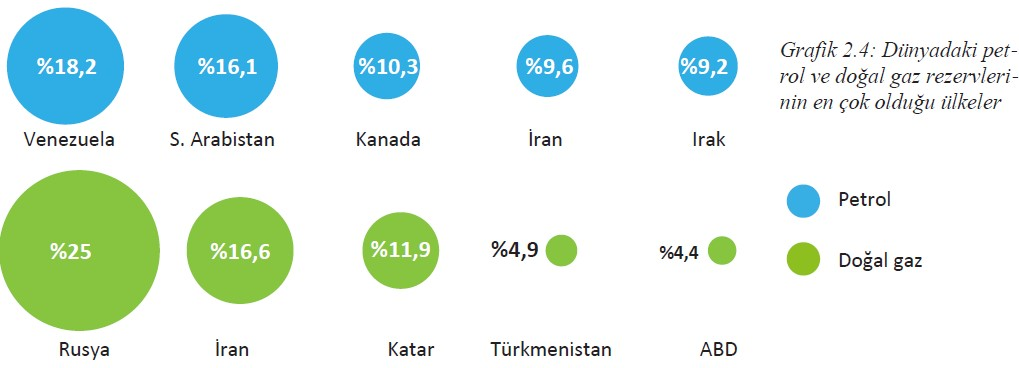 %18,2 %16,1 %10,3 %9,6 %9,2
Venezuela S. Arabistan Kanada İran Irak
Grafik 2.4: Dünyadaki pet-
rol ve doğal gaz rezervleri-
nin en çok olduğu ülkeler
%25 %16,6 %11,9 %4,9 %4,4
Rusya İran Katar Türkmenistan ABD
Petrol
Doğal gaz